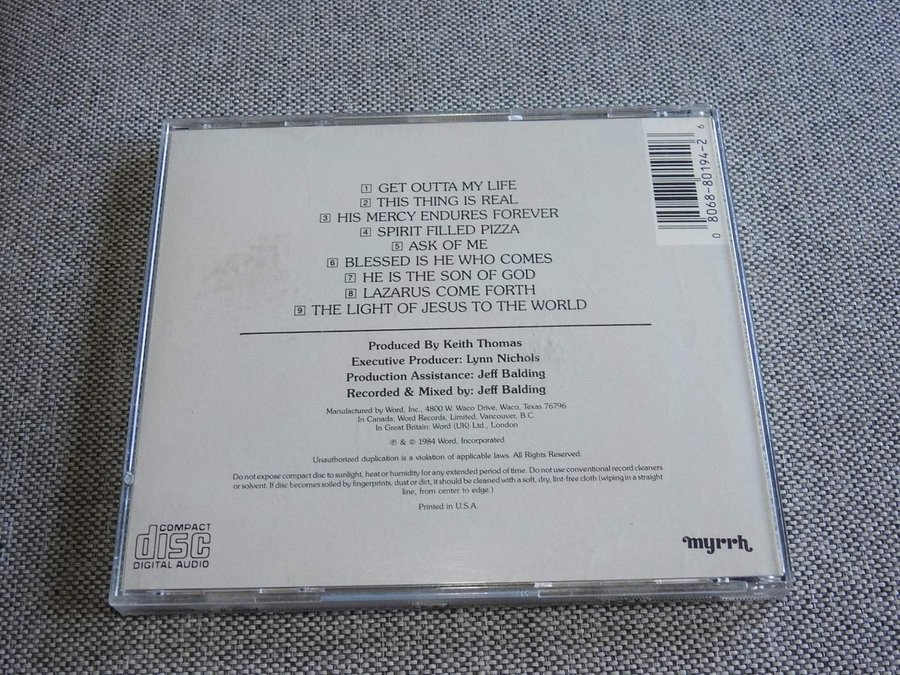 1 GET OUTTA MY LIFE
2 THIS THING IS REAL
3 HIS MERCY ENDURES FOREVER
4 SPIRIT FILLED PIZZA
5 ASK OF ME
6 BLESSED IS HE WHO COMES
7 HE IS THE SON OF GOD
8 LAZARUS COME FORTH
9 THE LIGHT OF JESUS TO THE WORLD
0 8068-80194-2 6
Produced By Keith Thomas
Executive Producer: Lynn Nichols
Production Assistance: Jeff Balding
Recorded & Mixed by: Jeff Balding
Manufactured by Word, Inc., 4800 W. Waco Drive, Waco, Texas 76796
In Canada: Word Records, Limited, Vancouver, B.C.
In Great Britain: Word (UK) Ltd., London
℗ & © 1984 Word, Incorporated
Unauthorized duplication is a violation of applicable laws. All Rights Reserved.
Do not expose compact disc to sunlight, heat or humidity for any extended period of time. Do not use conventional record cleaners
or solvent. If disc becomes soiled by fingerprints, dust or dirt, it should be cleaned with a soft, dry, lint-free cloth (wiping in a straight
line, from center to edge.)
Printed in U.S.A.
COMPACT
disc
DIGITAL AUDIO
myrrh